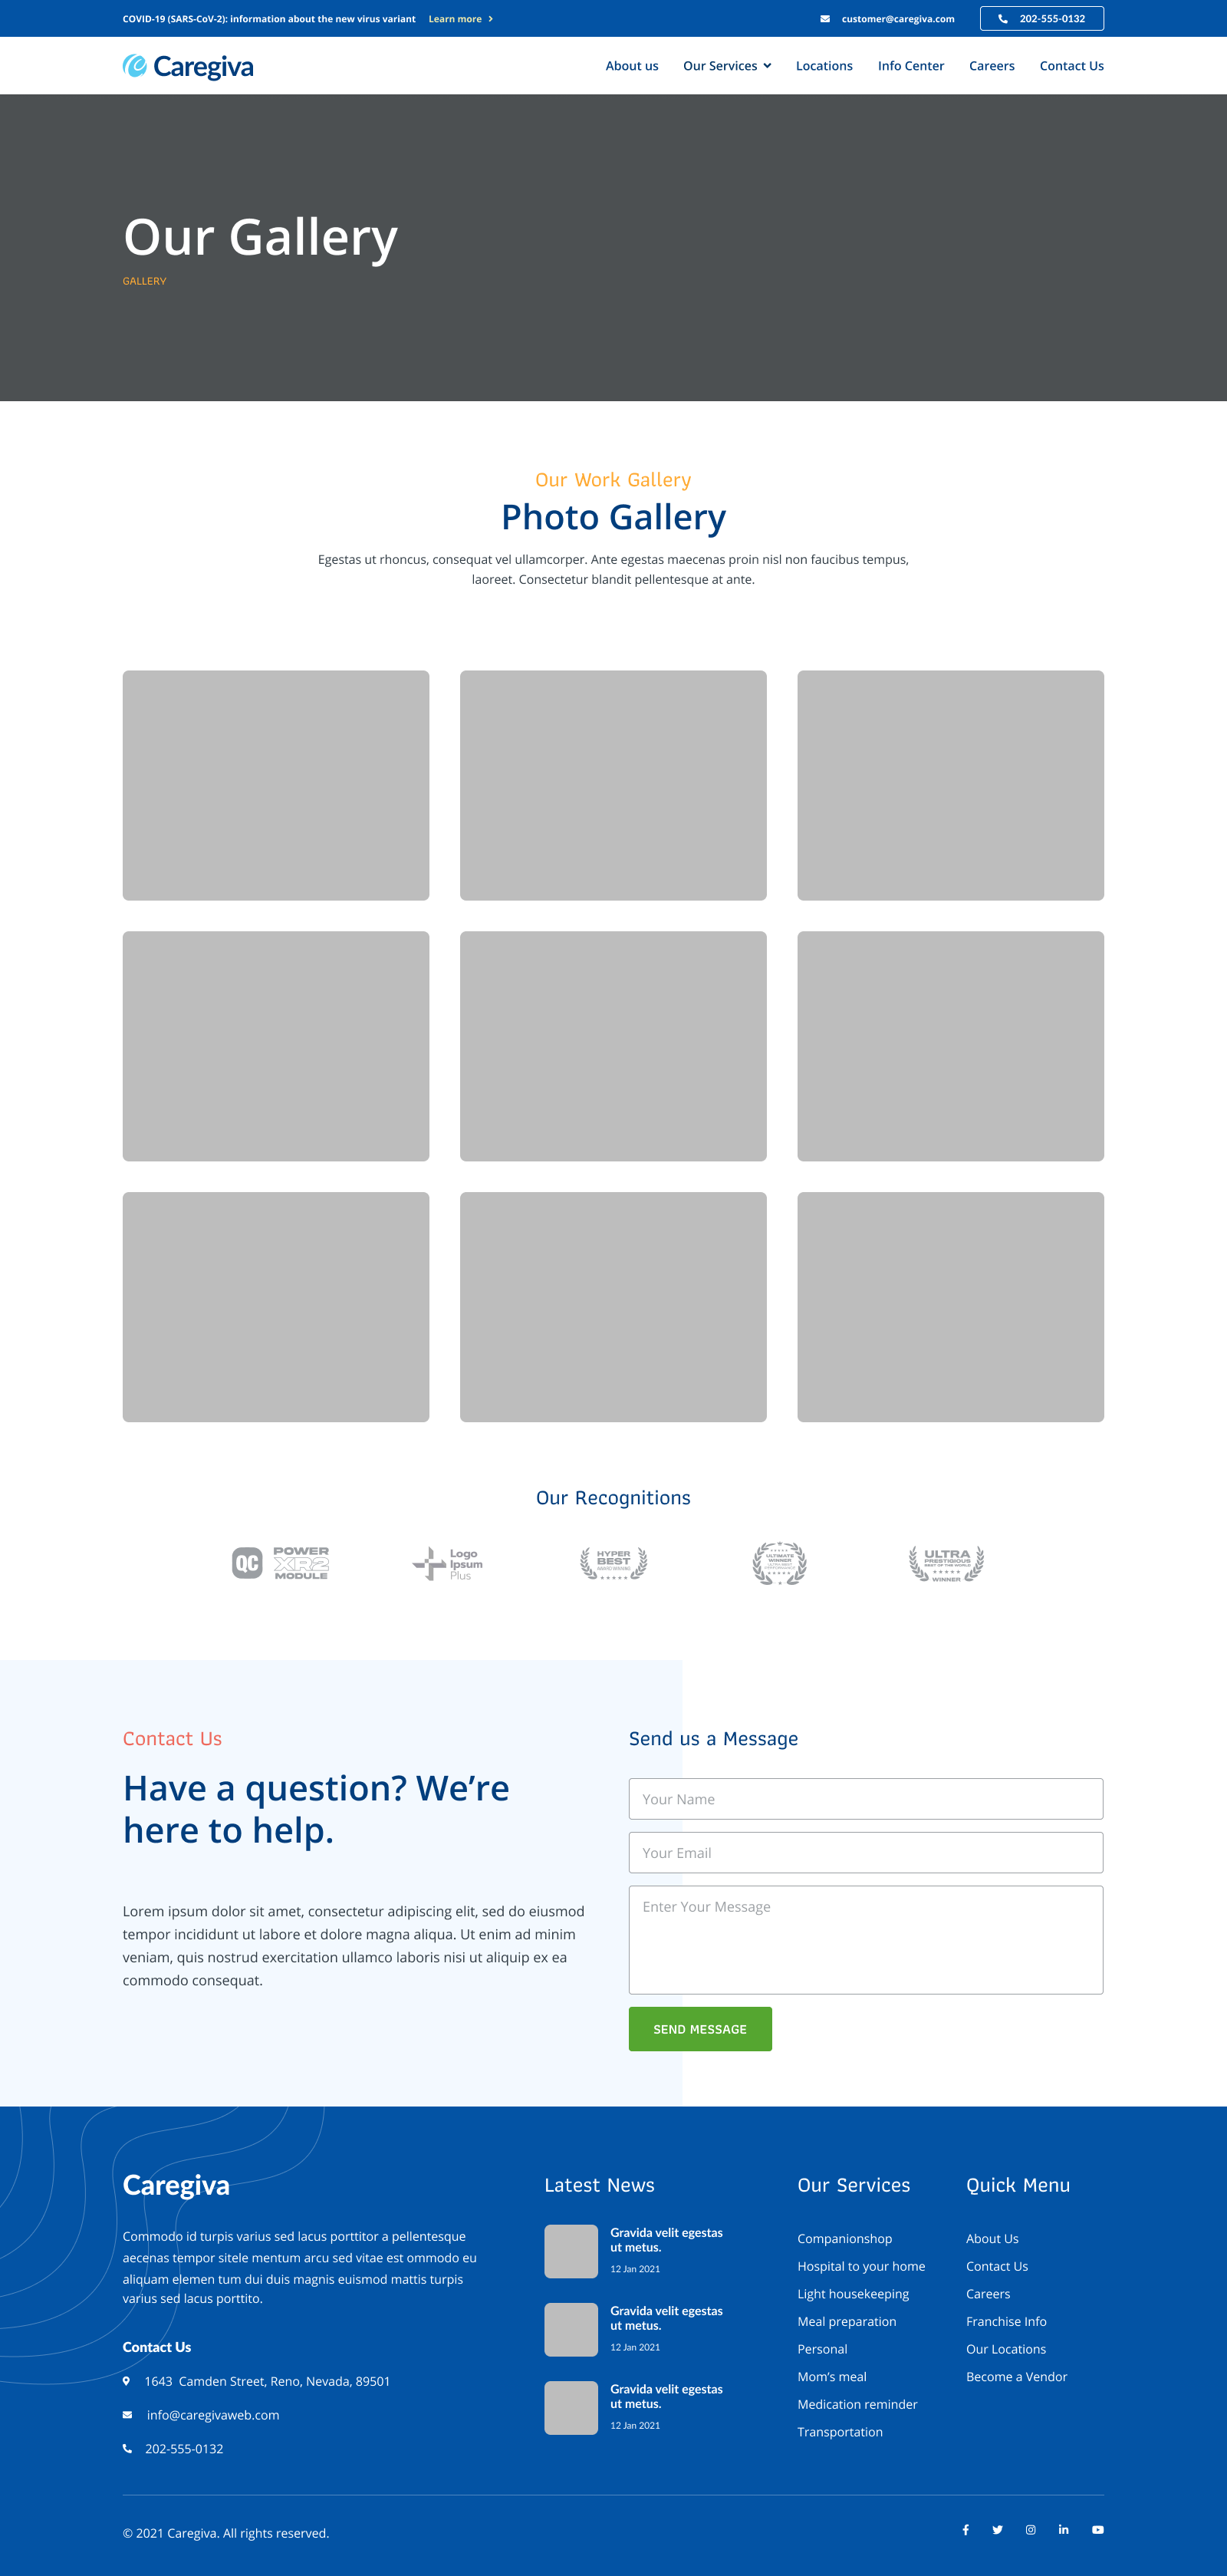 COVID-19 (SARS-CoV-2): information about the new virus variant Learn more
customer@caregiva.com
202-555-0132
Caregiva
About us
Our Services
Locations
Info Center
Careers
Contact Us
Our Gallery
GALLERY
Our Work Gallery
Photo Gallery
Egestas ut rhoncus, consequat vel ullamcorper. Ante egestas maecenas proin nisl non faucibus tempus,
laoreet. Consectetur blandit pellentesque at ante.
Our Recognitions
QC
POWER
XR2
MODULE
Logo
Ipsum
Plus
HYPER
BEST
AWARD WINNING
ULTIMATE
WINNER
ULTRA
PRESTIGIOUS
BEST OF THE WORLD
WINNER
Contact Us
Have a question? We’re
here to help.
Lorem ipsum dolor sit amet, consectetur adipiscing elit, sed do eiusmod
tempor incididunt ut labore et dolore magna aliqua. Ut enim ad minim
veniam, quis nostrud exercitation ullamco laboris nisi ut aliquip ex ea
commodo consequat.
Send us a Message
Your Name
Your Email
Enter Your Message
SEND MESSAGE
Caregiva
Commodo id turpis varius sed lacus porttitor a pellentesque
aecenas tempor sitele mentum arcu sed vitae est ommodo eu
aliquam elemen tum dui duis magnis euismod mattis turpis
varius sed lacus porttito.
Contact Us
1643 Camden Street, Reno, Nevada, 89501
info@caregivaweb.com
202-555-0132
Latest News
Gravida velit egestas
ut metus.
12 Jan 2021
Gravida velit egestas
ut metus.
12 Jan 2021
Gravida velit egestas
ut metus.
12 Jan 2021
Our Services
Companionshop
Hospital to your home
Light housekeeping
Meal preparation
Personal
Mom’s meal
Medication reminder
Transportation
Quick Menu
About Us
Contact Us
Careers
Franchise Info
Our Locations
Become a Vendor
© 2021 Caregiva. All rights reserved.